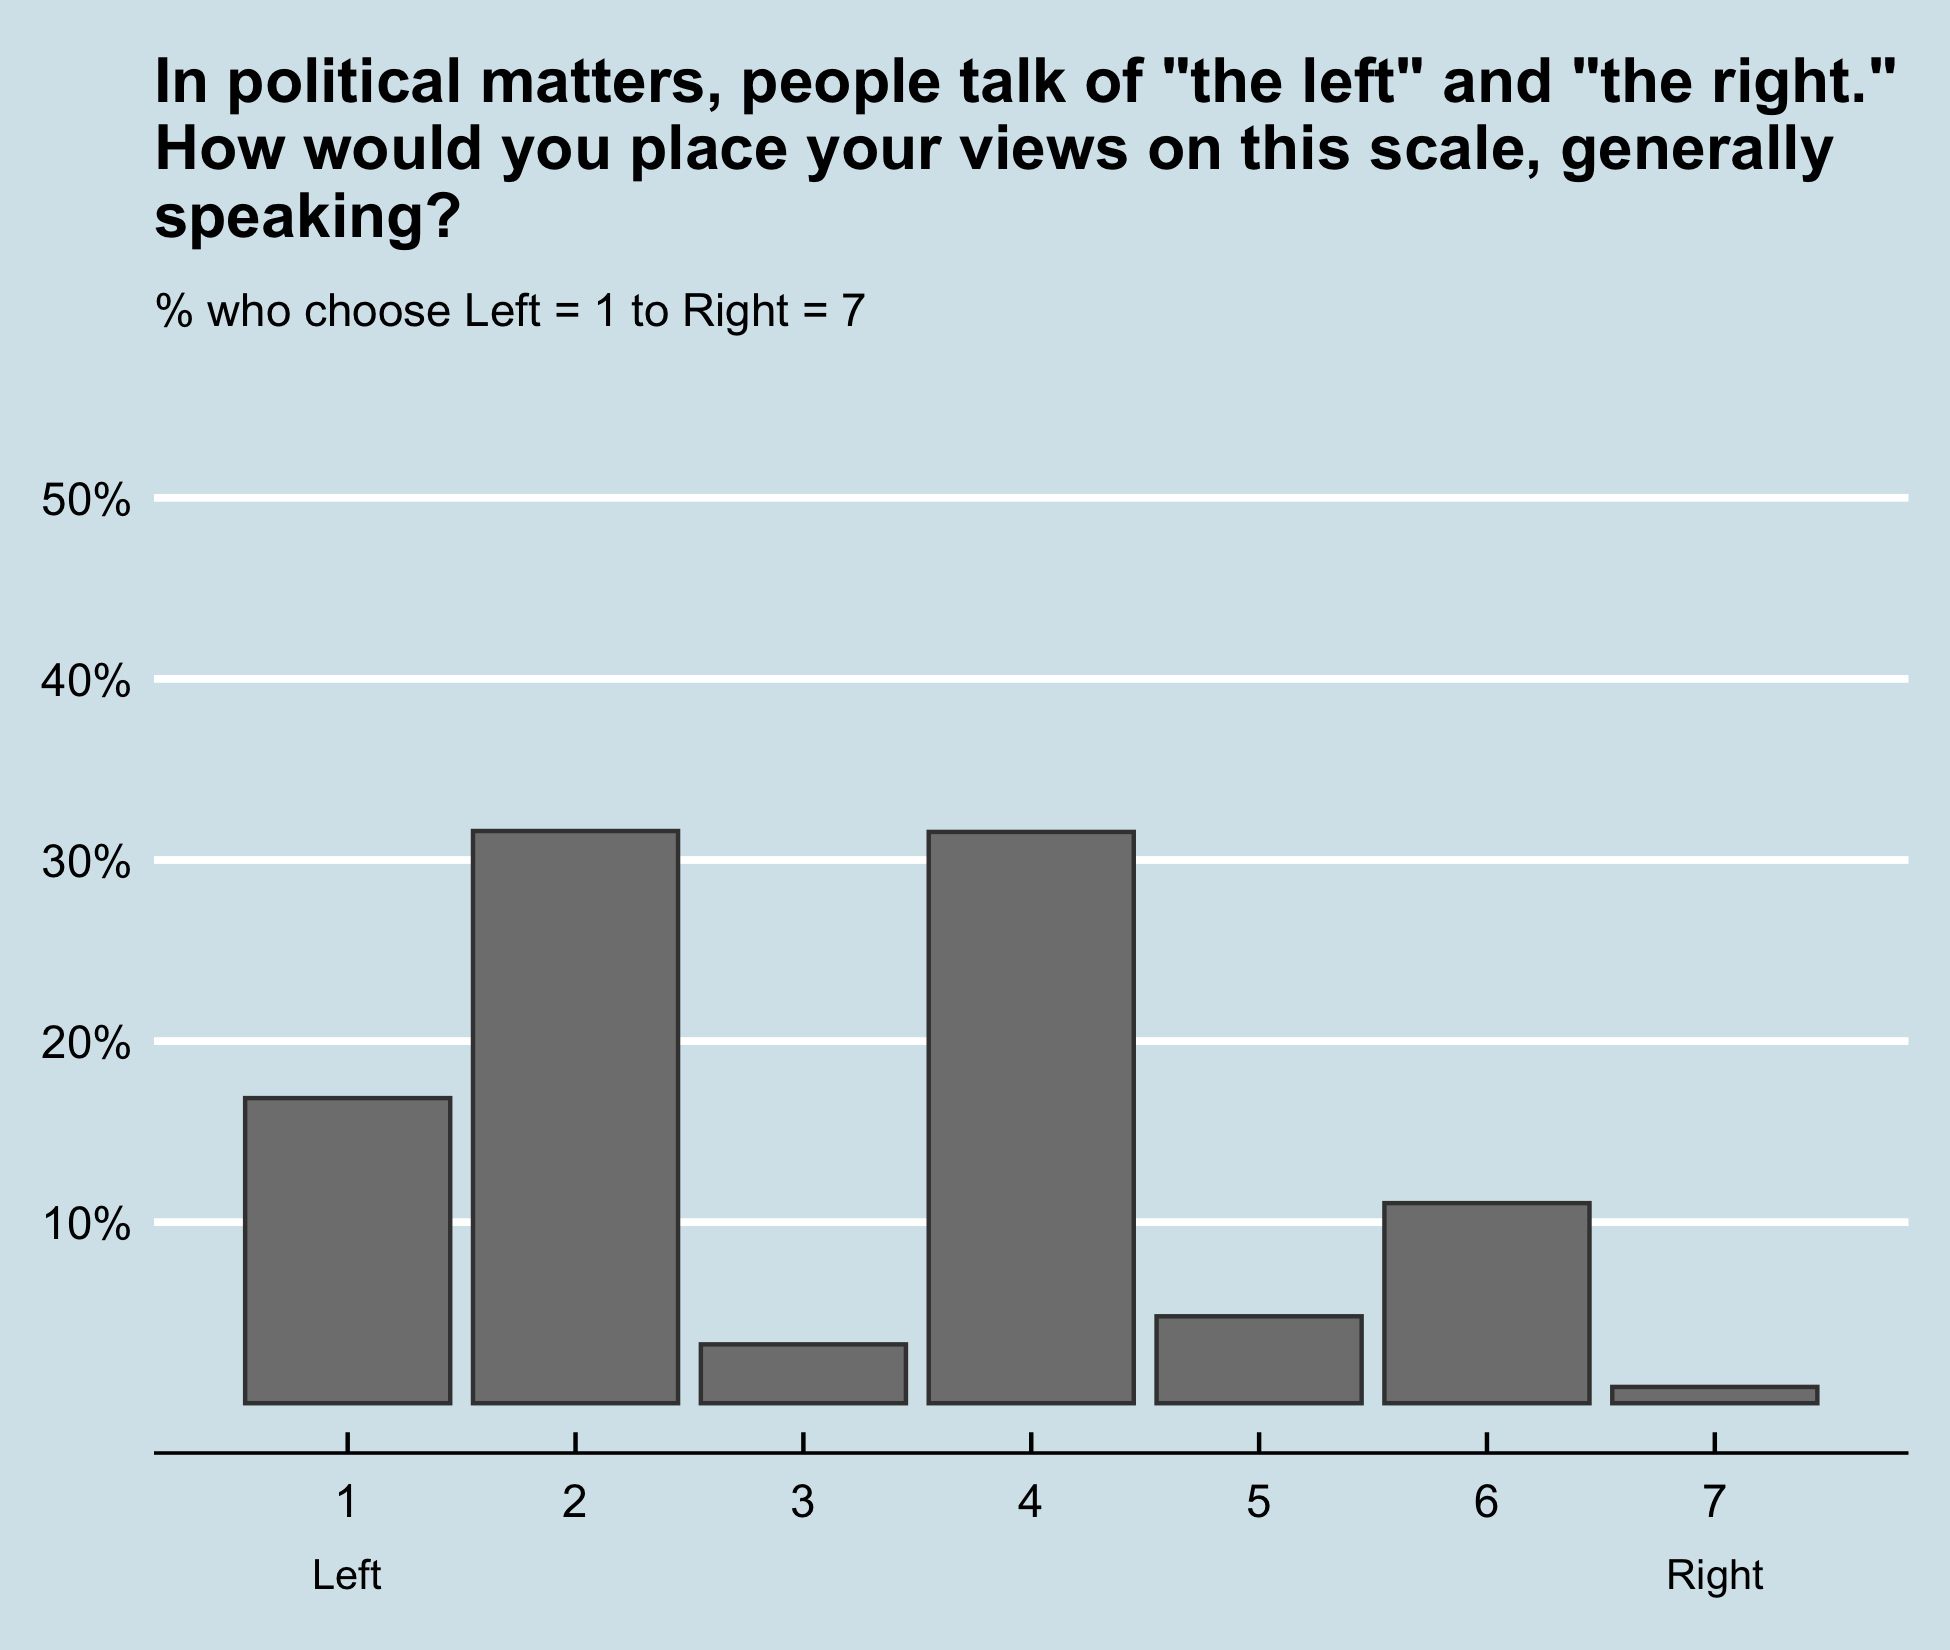 In political matters, people talk of "the left" and "the right."
How would you place your views on this scale, generally
speaking?
% who choose Left = 1 to Right = 7
50%
40%
30%
20%
10%
1 2 3 4 5 6 7
Left Right